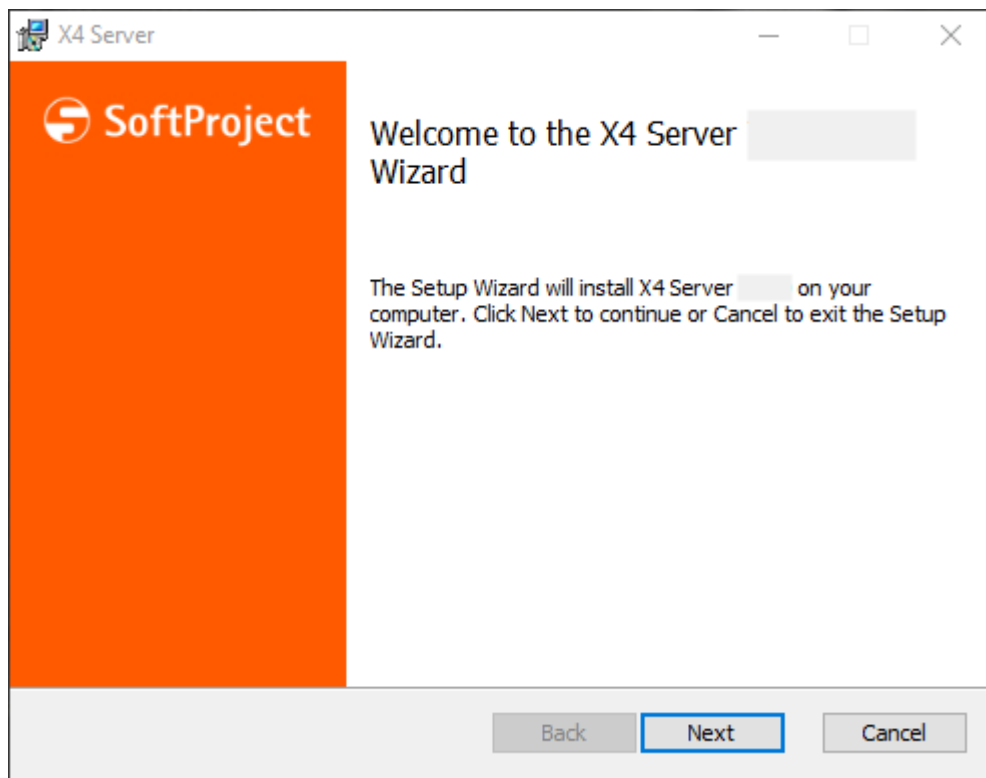 X4 Server
SoftProject
Welcome to the X4 Server
Wizard
The Setup Wizard will install X4 Server on your
computer. Click Next to continue or Cancel to exit the Setup
Wizard.
Back Next Cancel